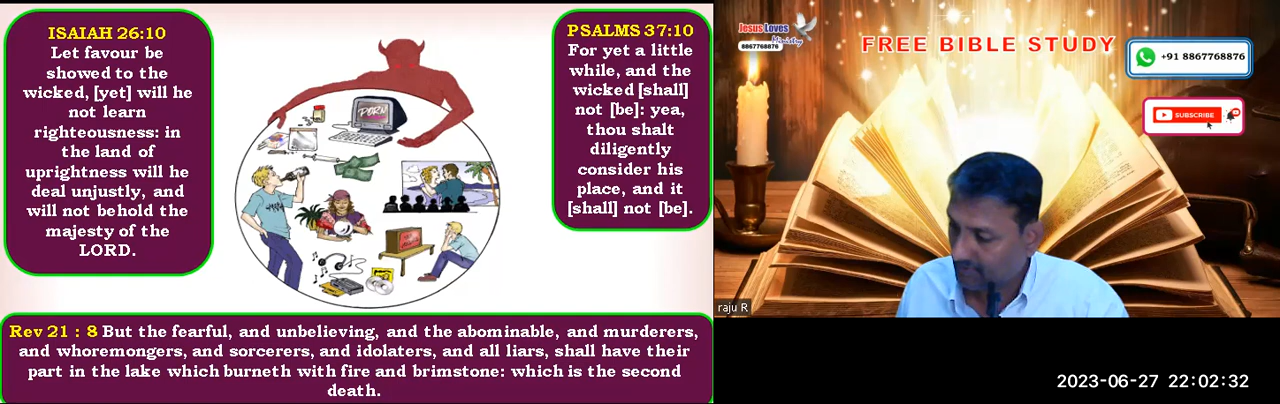 ISAIAH 26:10
Let favour be
showed to the
wicked, [yet] will he
not learn
righteousness: in
the land of
uprightness will he
deal unjustly, and
will not behold the
majesty of the
LORD.
PORN
PSALMS 37:10
For yet a little
while, and the
wicked [shall]
not [be]: yea,
thou shalt
diligently
consider his
place, and it
[shall] not [be].
Rev 21 : 8 But the fearful, and unbelieving, and the abominable, and murderers,
and whoremongers, and sorcerers, and idolaters, and all liars, shall have their
part in the lake which burneth with fire and brimstone: which is the second
death.
Jesus Loves
Ministry
8867768876
FREE BIBLE STUDY
+91 8867768876
SUBSCRIBE
raju R
2023-06-27 22:02:32